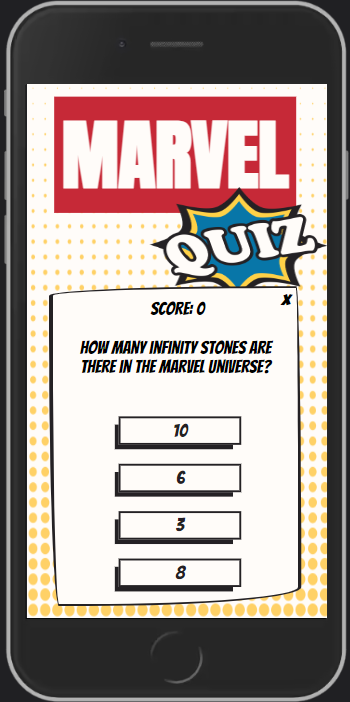 MARVEL
QUIZ
X
SCORE: 0
HOW MANY INFINITY STONES ARE
THERE IN THE MARVEL UNIVERSE?
10
6
3
8